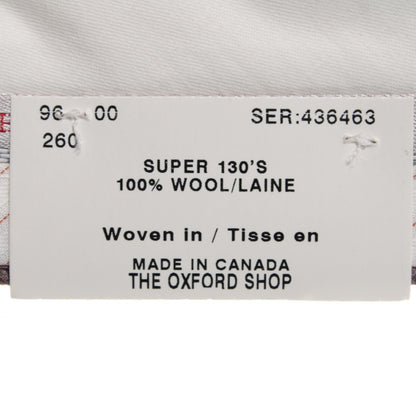 96 00 SER:436463
260
SUPER 130'S
100% WOOL/LAINE
Woven in / Tisse en
MADE IN CANADA
THE OXFORD SHOP